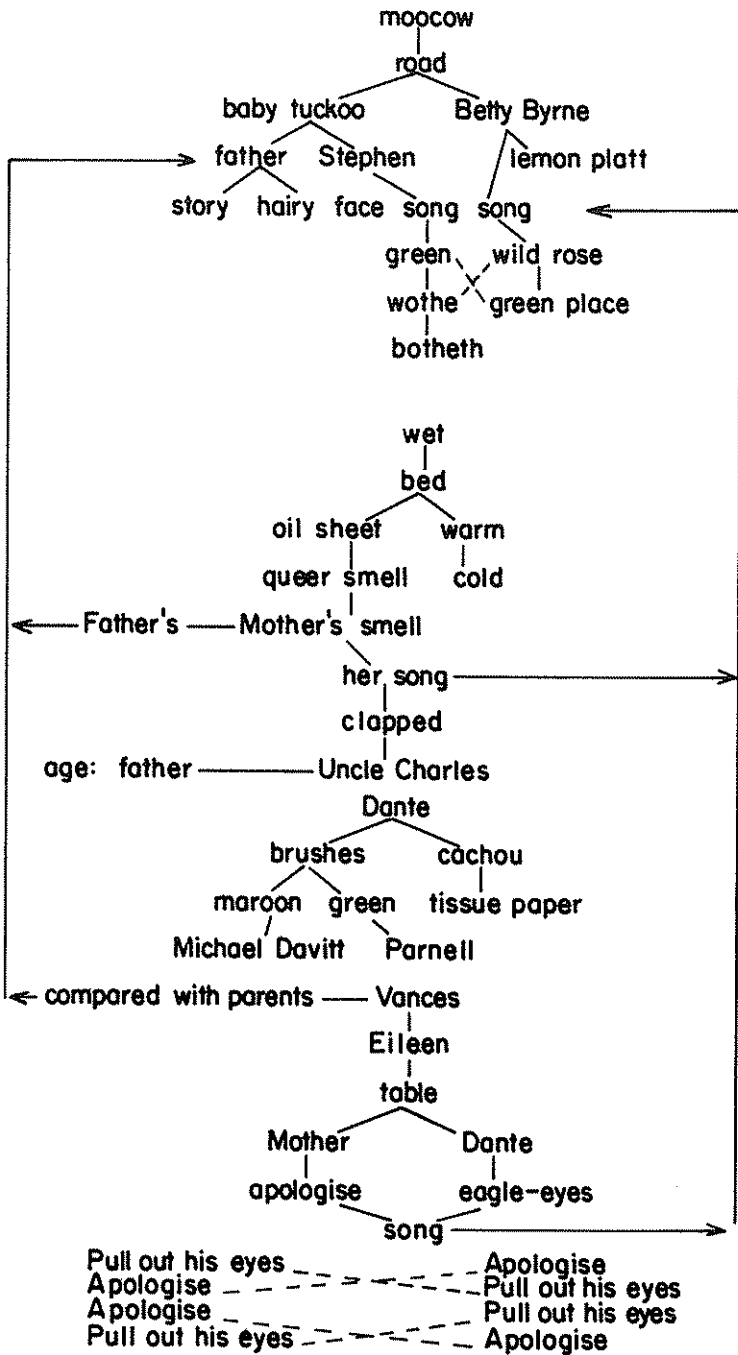 moocow
road
baby tuckoo Betty Byrne
father Stephen lemon platt
story hairy face song song
green wild rose
wothe green place
botheth
wet
bed
oil sheet warm
queer smell cold
Father's Mother's smell
her song
clapped
age: father Uncle Charles
Dante
brushes cachou
maroon green tissue paper
Michael Davitt Parnell
compared with parents Vances
Eileen
table
Mother Dante
apologise eagle-eyes
song
Pull out his eyes Apologise
Apologise Pull out his eyes
Apologise Pull out his eyes
Pull out his eyes Apologise